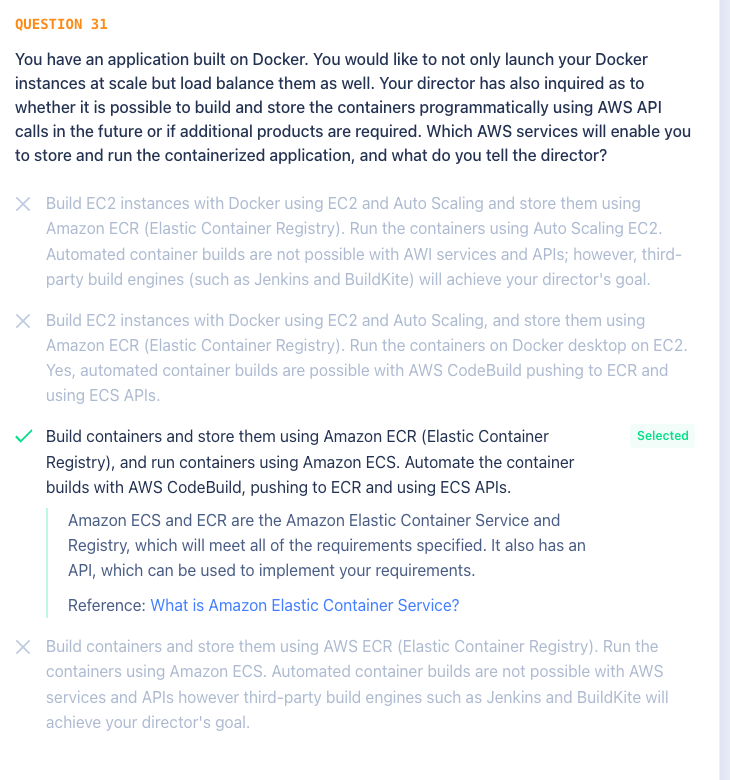 QUESTION 31
You have an application built on Docker. You would like to not only launch your Docker
instances at scale but load balance them as well. Your director has also inquired as to
whether it is possible to build and store the containers programmatically using AWS API
calls in the future or if additional products are required. Which AWS services will enable you
to store and run the containerized application, and what do you tell the director?
Build EC2 instances with Docker using EC2 and Auto Scaling and store them using
Amazon ECR (Elastic Container Registry). Run the containers using Auto Scaling EC2.
Automated container builds are not possible with AWI services and APIs; however, third-
party build engines (such as Jenkins and BuildKite) will achieve your director's goal.
Build EC2 instances with Docker using EC2 and Auto Scaling, and store them using
Amazon ECR (Elastic Container Registry). Run the containers on Docker desktop on EC2.
Yes, automated container builds are possible with AWS CodeBuild pushing to ECR and
using ECS APIs.
Build containers and store them using Amazon ECR (Elastic Container
Registry), and run containers using Amazon ECS. Automate the container
builds with AWS CodeBuild, pushing to ECR and using ECS APIs.
Selected
Amazon ECS and ECR are the Amazon Elastic Container Service and
Registry, which will meet all of the requirements specified. It also has an
API, which can be used to implement your requirements.
Reference: What is Amazon Elastic Container Service?
Build containers and store them using AWS ECR (Elastic Container Registry). Run the
containers using Amazon ECS. Automated container builds are not possible with AWS
services and APIs however third-party build engines such as Jenkins and BuildKite will
achieve your director's goal.